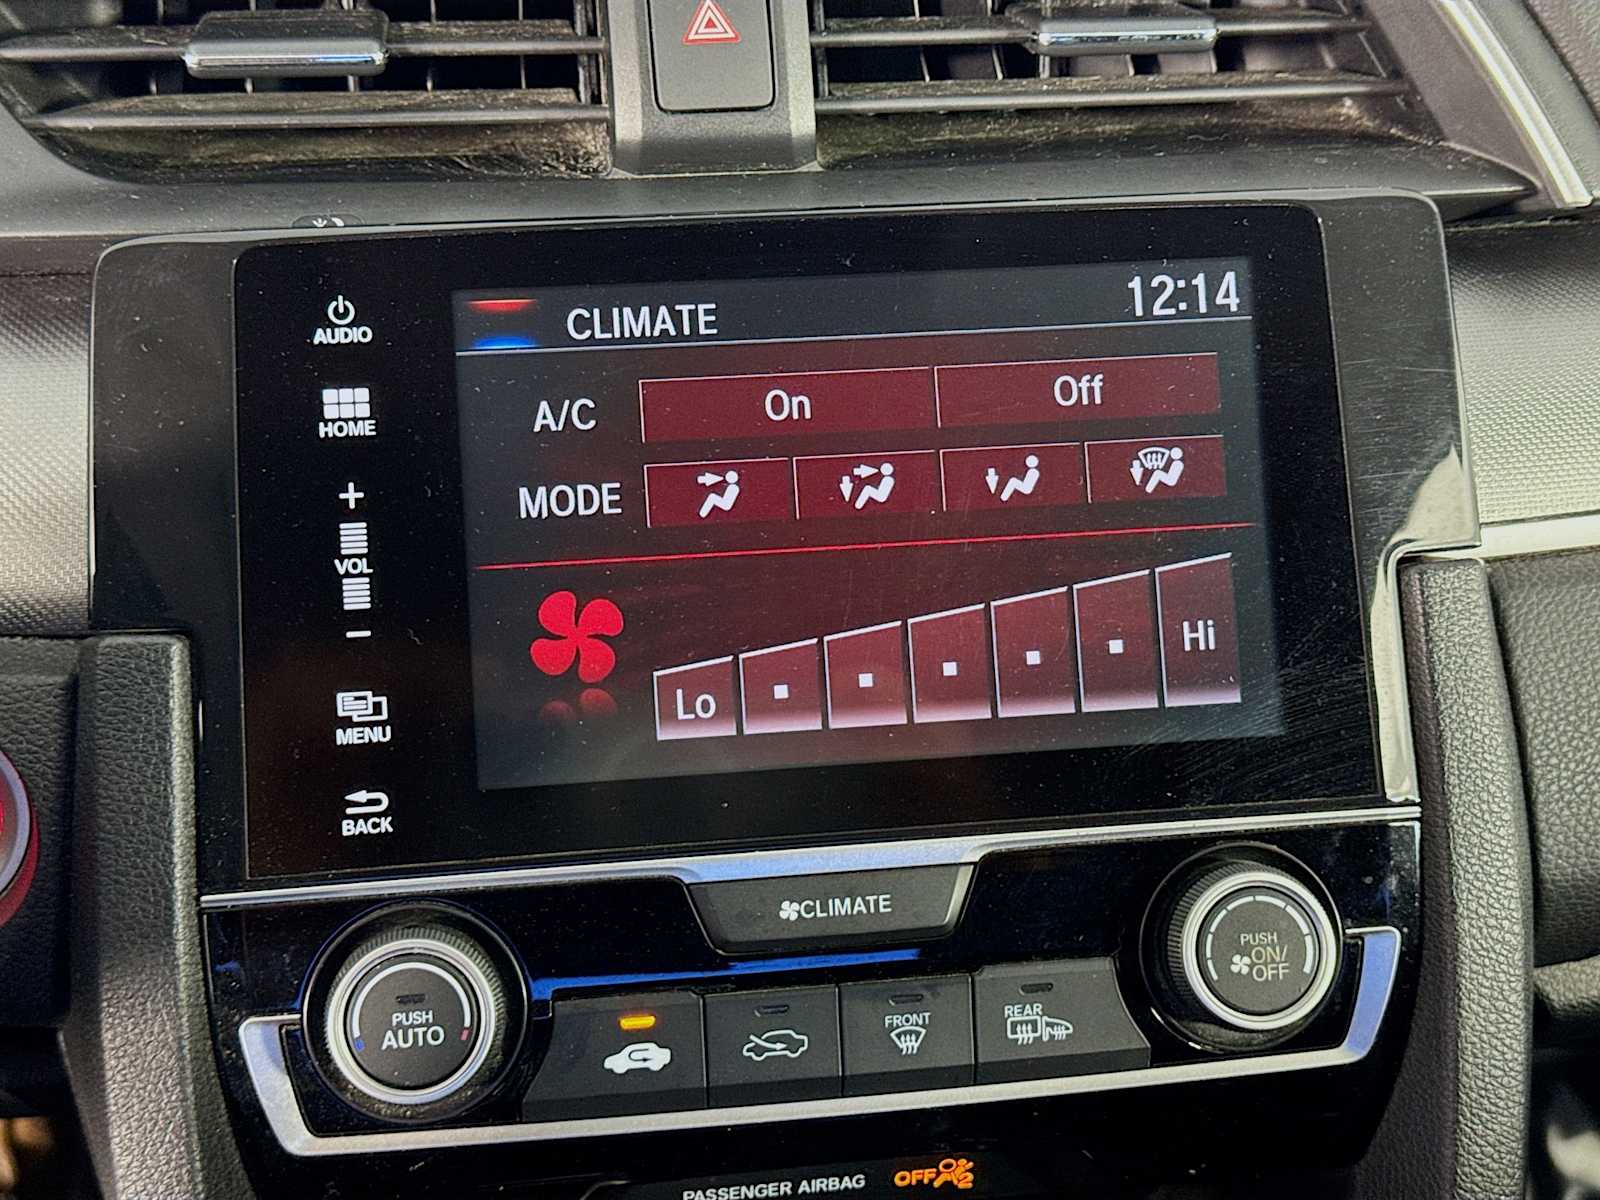 AUDIO
CLIMATE 12:14
A/C On Off
HOME
MODE
+
VOL
−
Lo Hi
MENU
BACK
CLIMATE
PUSH
AUTO
FRONT
REAR
PUSH
ON/
OFF
PASSENGER AIRBAG OFF 2